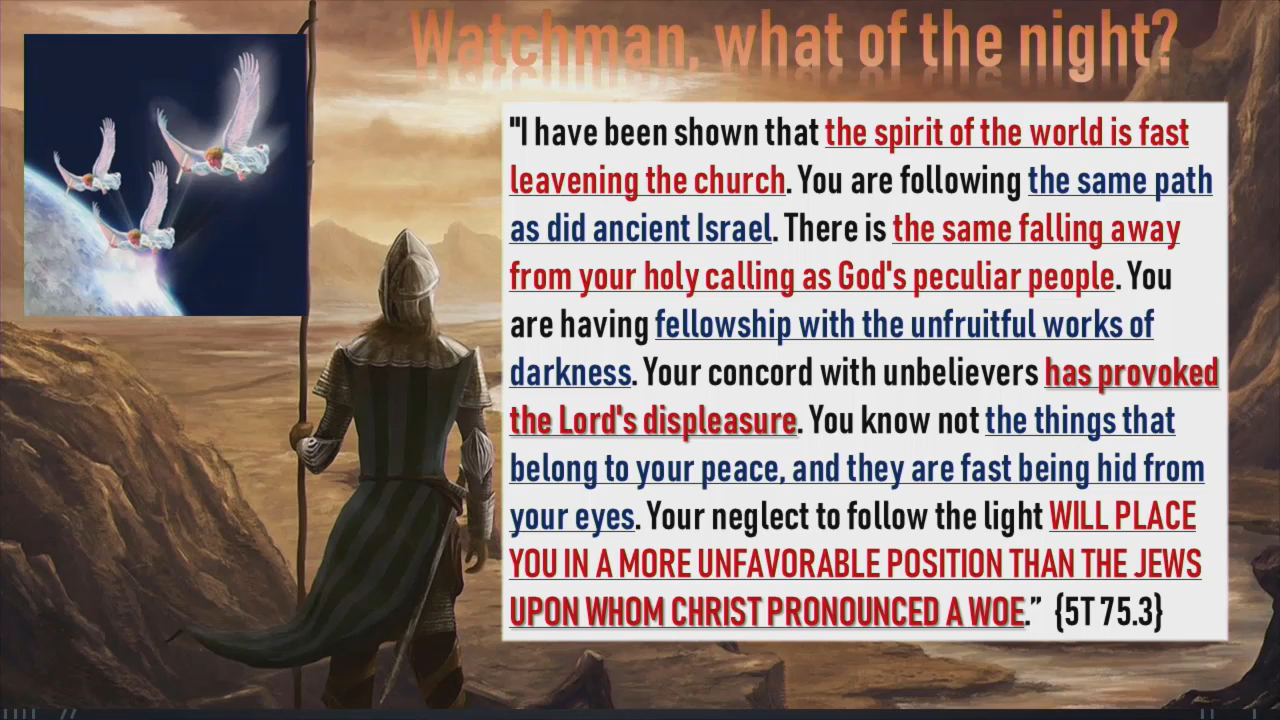 Watchman, what of the night?
"I have been shown that the spirit of the world is fast
leavening the church. You are following the same path
as did ancient Israel. There is the same falling away
from your holy calling as God's peculiar people. You
are having fellowship with the unfruitful works of
darkness. Your concord with unbelievers has provoked
the Lord's displeasure. You know not the things that
belong to your peace, and they are fast being hid from
your eyes. Your neglect to follow the light WILL PLACE
YOU IN A MORE UNFAVORABLE POSITION THAN THE JEWS
UPON WHOM CHRIST PRONOUNCED A WOE.” {5T 75.3}